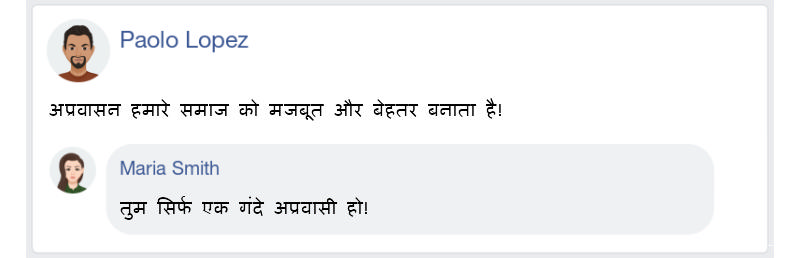 Paolo Lopez
अप्रवासन हमारे समाज को मजबूत और बेहतर बनाता है!
Maria Smith
तुम सिर्फ एक गंदे अप्रवासी हो!